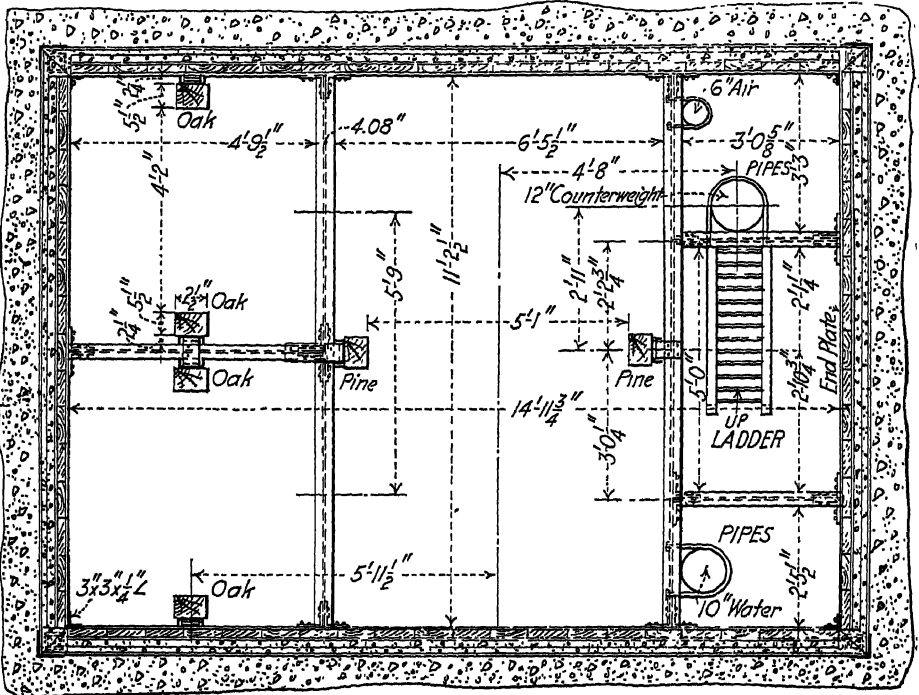 6"Air
5½" 2¼"
Oak
4'-9½"
4.08"
6'-5½"
3'-0⅝"
PIPES
3'-3"
4'-2"
4'-8"
12"Counterweight
11'-2½"
5'-9"
2'-11"
2'-2¾"
2'-1¼"
2¼" 5½"
Oak
5'-1"
Oak
Pine
Pine
5'-0"
2'-10¾"
End Plate
14'-11¾"
3'-0¼"
UP
LADDER
PIPES
5'-11½"
3"x3"x¼"L
Oak
10"Water
2'-5½"